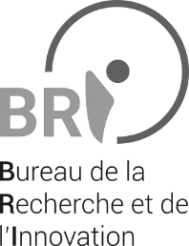 BRI
Bureau de la
Recherche et de
l'Innovation